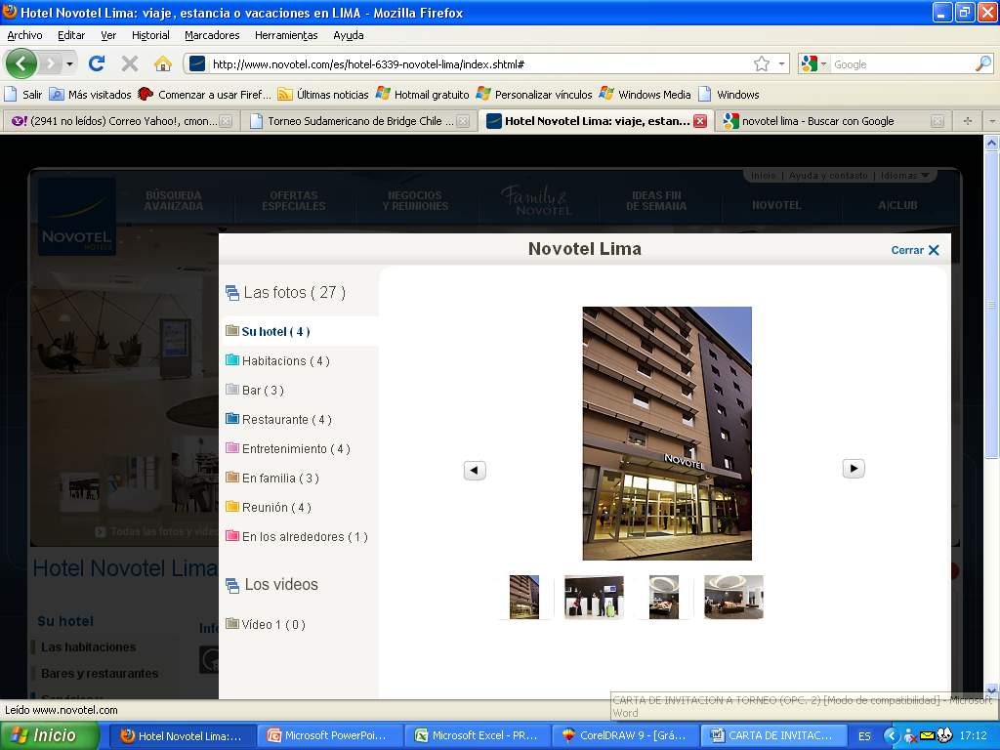 Hotel Novotel Lima: viaje, estancia o vacaciones en LIMA - Mozilla Firefox
Archivo Editar Ver Historial Marcadores Herramientas Ayuda
http://www.novotel.com/es/hotel-6339-novotel-lima/index.shtml#
Google
Salir Más visitados Comenzar a usar Firef... Últimas noticias Hotmail gratuito Personalizar vínculos Windows Media Windows
(2941 no leídos) Correo Yahoo!, cmon... Torneo Sudamericano de Bridge Chile ... Hotel Novotel Lima: viaje, estan... novotel lima - Buscar con Google
Inicio | Ayuda y contacto | Idiomas
BÚSQUEDA AVANZADA
OFERTAS ESPECIALES
NEGOCIOS Y REUNIONES
Family & NOVOTEL
IDEAS FIN DE SEMANA
NOVOTEL
A|CLUB
NOVOTEL
HOTELS
Novotel Lima
Cerrar
Las fotos ( 27 )
Su hotel ( 4 )
Habitacions ( 4 )
Bar ( 3 )
Restaurante ( 4 )
Entretenimiento ( 4 )
En familia ( 3 )
Reunión ( 4 )
En los alrededores ( 1 )
Los videos
Vídeo 1 ( 0 )
NOVOTEL
Todas las fotos y vídeo
Hotel Novotel Lima
Su hotel
Las habitaciones
Bares y restaurantes
Info
Leído www.novotel.com
CARTA DE INVITACION A TORNEO (OPC. 2) [Modo de compatibilidad] - Microsoft
Word
Inicio Hotel Novotel Lima:... Microsoft PowerPoi... Microsoft Excel - PR... CorelDRAW 9 - [Grá... CARTA DE INVITAC... ES 17:12